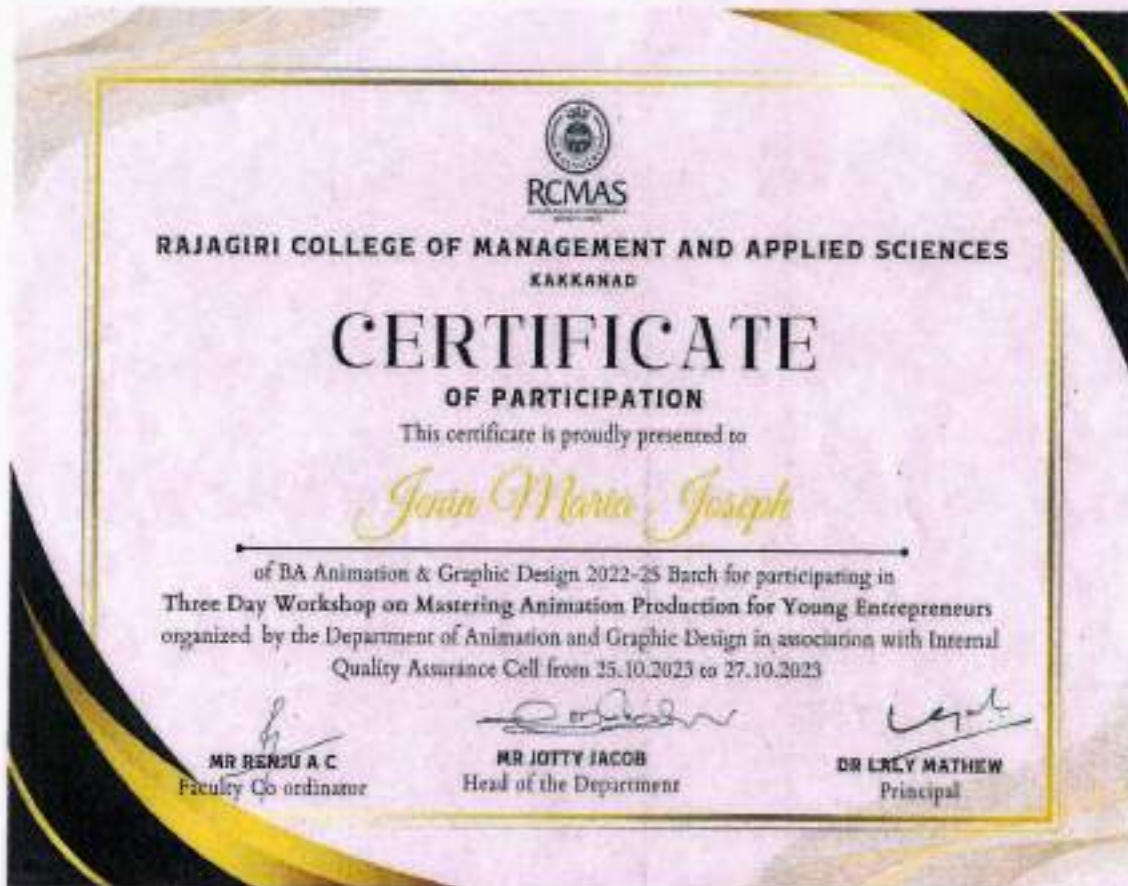 RCMAS
RAJAGIRI COLLEGE OF MANAGEMENT AND APPLIED SCIENCES
KAKKANAD
CERTIFICATE
OF PARTICIPATION
This certificate is proudly presented to
Jenin Maria Joseph
of BA Animation & Graphic Design 2022-25 Batch for participating in
Three Day Workshop on Mastering Animation Production for Young Entrepreneurs
organized by the Department of Animation and Graphic Design in association with Internal
Quality Assurance Cell from 25.10.2023 to 27.10.2023
MR RENJU A C
Faculty Co ordinator
MR JOTTY JACOB
Head of the Department
DR LALY MATHEW
Principal